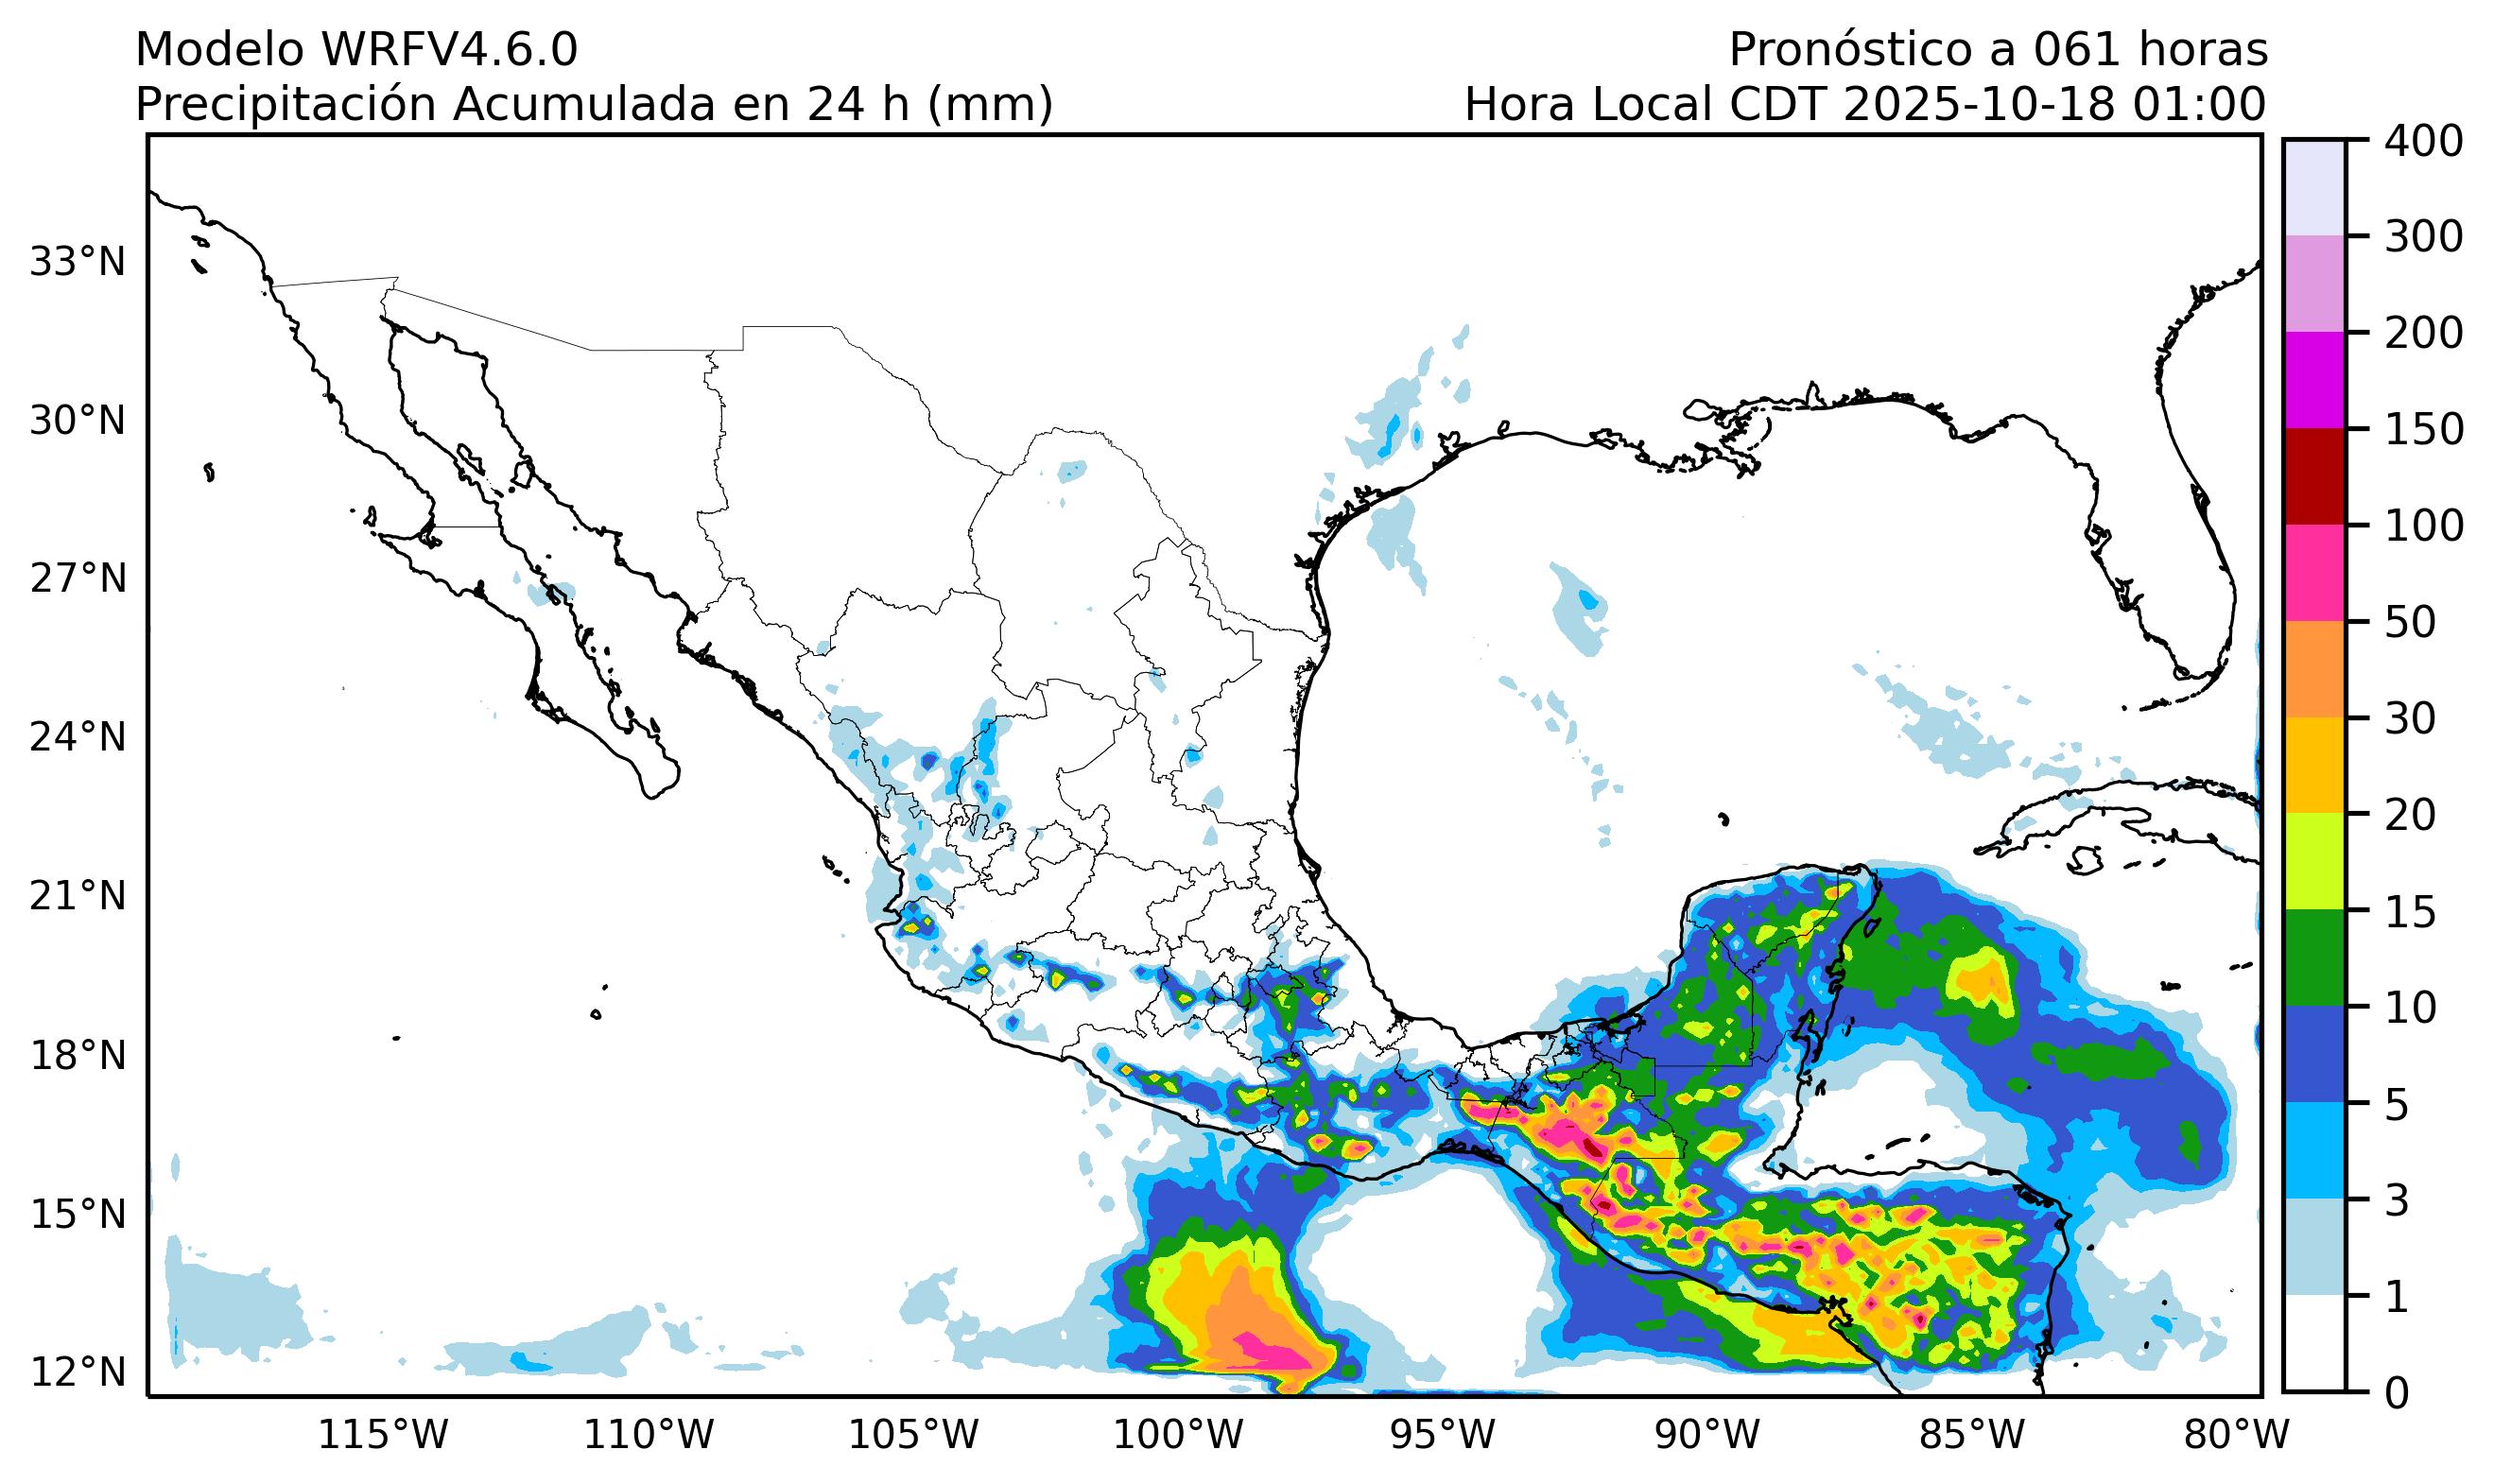 Modelo WRFV4.6.0
Pronóstico a 061 horas
Precipitación Acumulada en 24 h (mm)
Hora Local CDT 2025-10-18 01:00
33°N
30°N
27°N
24°N
21°N
18°N
15°N
12°N
115°W
110°W
105°W
100°W
95°W
90°W
85°W
80°W
400
300
200
150
100
50
30
20
15
10
5
3
1
0